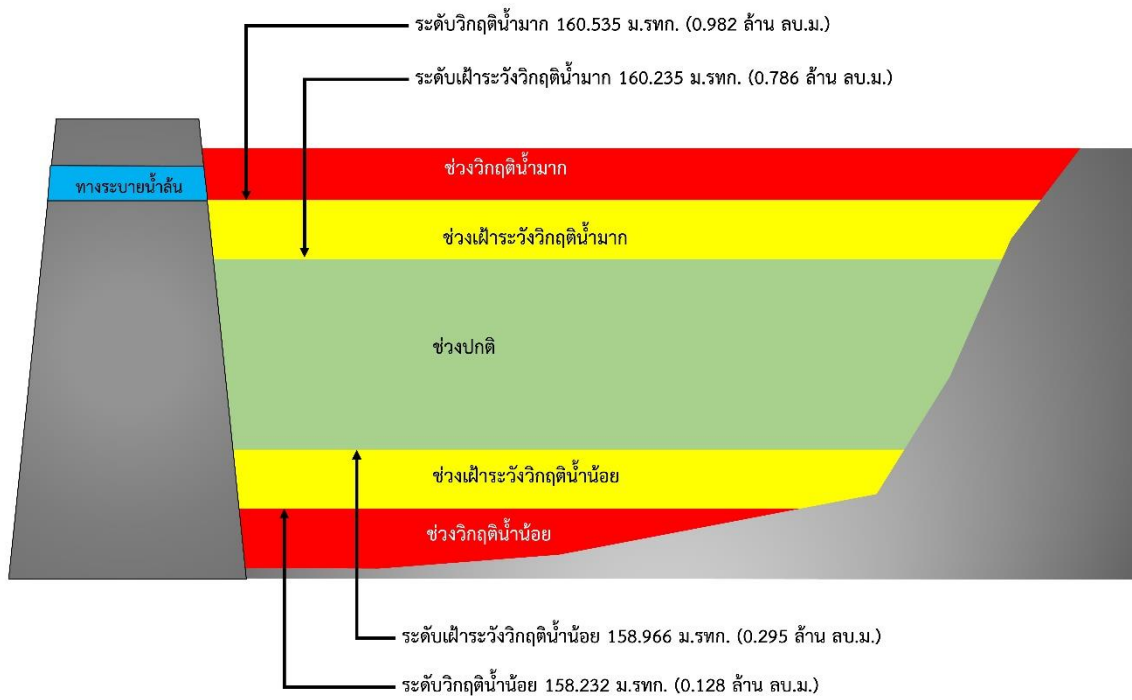 ระดับวิกฤติน้ำมาก 160.535 ม.รทก. (0.982 ล้าน ลบ.ม.)
ระดับเฝ้าระวังวิกฤติน้ำมาก 160.235 ม.รทก. (0.786 ล้าน ลบ.ม.)
ช่วงวิกฤติน้ำมาก
ทางระบายน้ำล้น
ช่วงเฝ้าระวังวิกฤติน้ำมาก
ช่วงปกติ
ช่วงเฝ้าระวังวิกฤติน้ำน้อย
ช่วงวิกฤติน้ำน้อย
ระดับเฝ้าระวังวิกฤติน้ำน้อย 158.966 ม.รทก. (0.295 ล้าน ลบ.ม.)
ระดับวิกฤติน้ำน้อย 158.232 ม.รทก. (0.128 ล้าน ลบ.ม.)